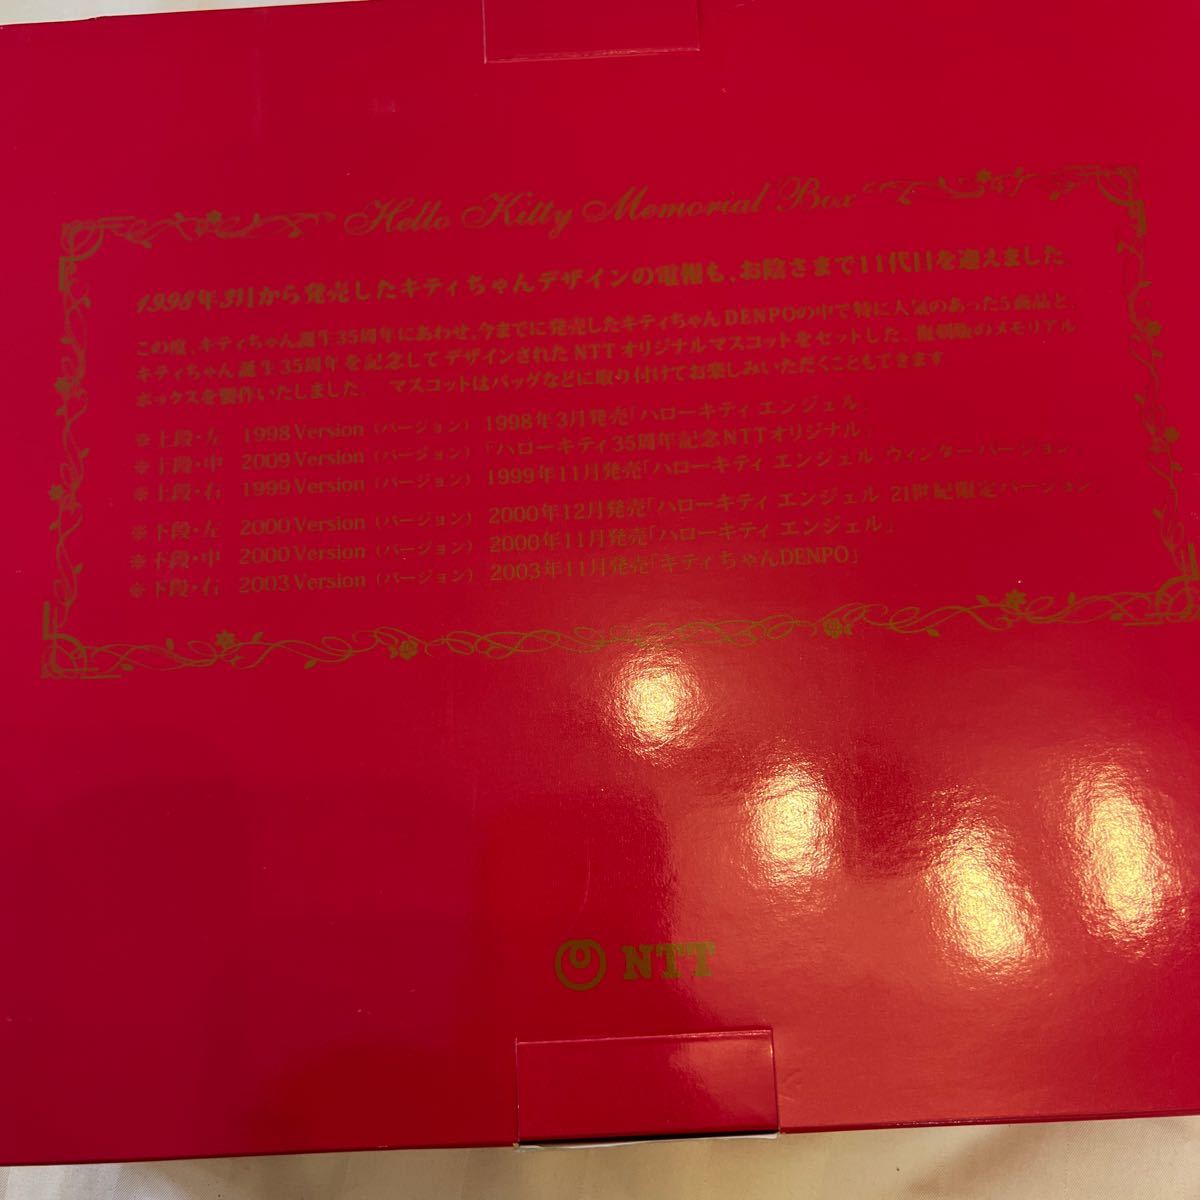 Hello Kitty Memorial Box
1998年3月から発売したキティちゃんデザインの電報も、お陰さまで11代目を迎えました
この度、キティちゃん誕生35周年にあわせ、今までに発売したキティちゃんDENPOの中で特に人気のあった5商品と、
キティちゃん誕生35周年を記念してデザインされたNTTオリジナルマスコットをセットした、復刻版のメモリアル
ボックスを製作いたしました。 マスコットはバッグなどに取り付けてお楽しみいただくこともできます
※上段・左 1998 Version（バージョン） 1998年3月発売「ハローキティ エンジェル」
※上段・中 2009 Version（バージョン） 「ハローキティ35周年記念NTTオリジナル」
※上段・右 1999 Version（バージョン） 1999年11月発売「ハローキティ エンジェル ウィンターバージョン」
※下段・左 2000 Version（バージョン） 2000年12月発売「ハローキティ エンジェル 21世紀限定バージョン」
※下段・中 2000 Version（バージョン） 2000年11月発売「ハローキティ エンジェル」
※下段・右 2003 Version（バージョン） 2003年11月発売「キティちゃんDENPO」
NTT